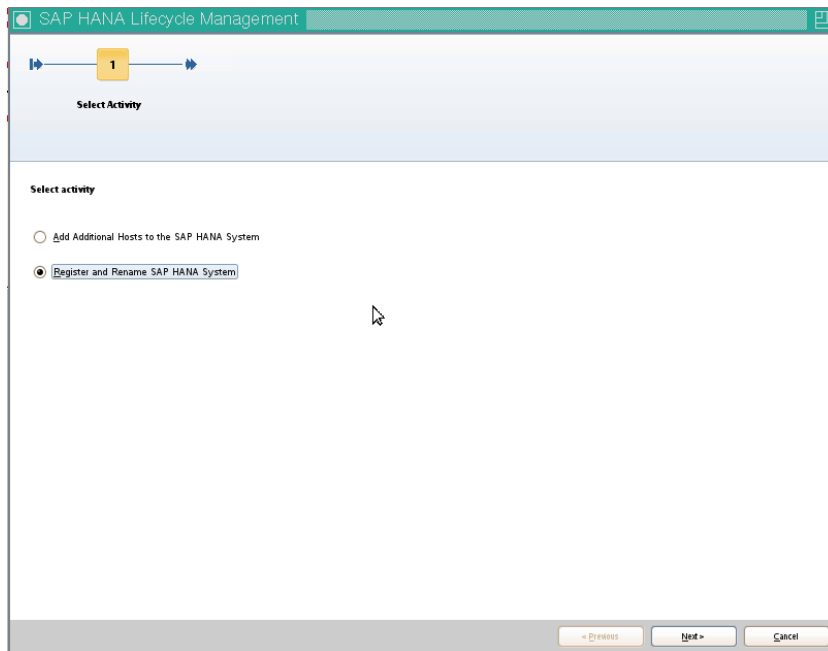 SAP HANA Lifecycle Management
1
Select Activity
Select activity
Add Additional Hosts to the SAP HANA System
Register and Rename SAP HANA System
< Previous
Next >
Cancel